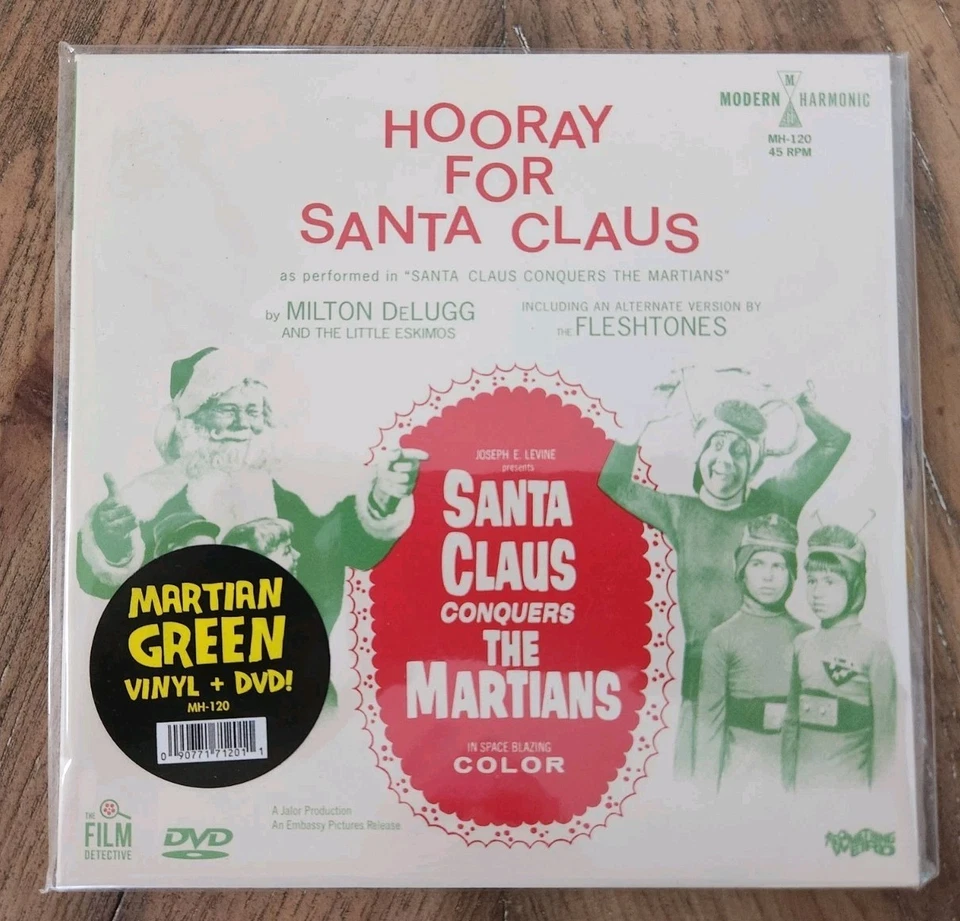 M
MODERN HARMONIC
H
MH-120
45 RPM
HOORAY
FOR
SANTA CLAUS
as performed in "SANTA CLAUS CONQUERS THE MARTIANS"
by MILTON DELUGG
AND THE LITTLE ESKIMOS
INCLUDING AN ALTERNATE VERSION BY
THE FLESHTONES
JOSEPH E. LEVINE
presents
SANTA
CLAUS
CONQUERS
THE
MARTIANS
IN SPACE BLAZING
COLOR
MARTIAN
GREEN
VINYL + DVD!
MH-120
0 90771 71201 1
THE
FILM
DETECTIVE
DVD
A Jalor Production
An Embassy Pictures Release
SOMETHING
WEIRD